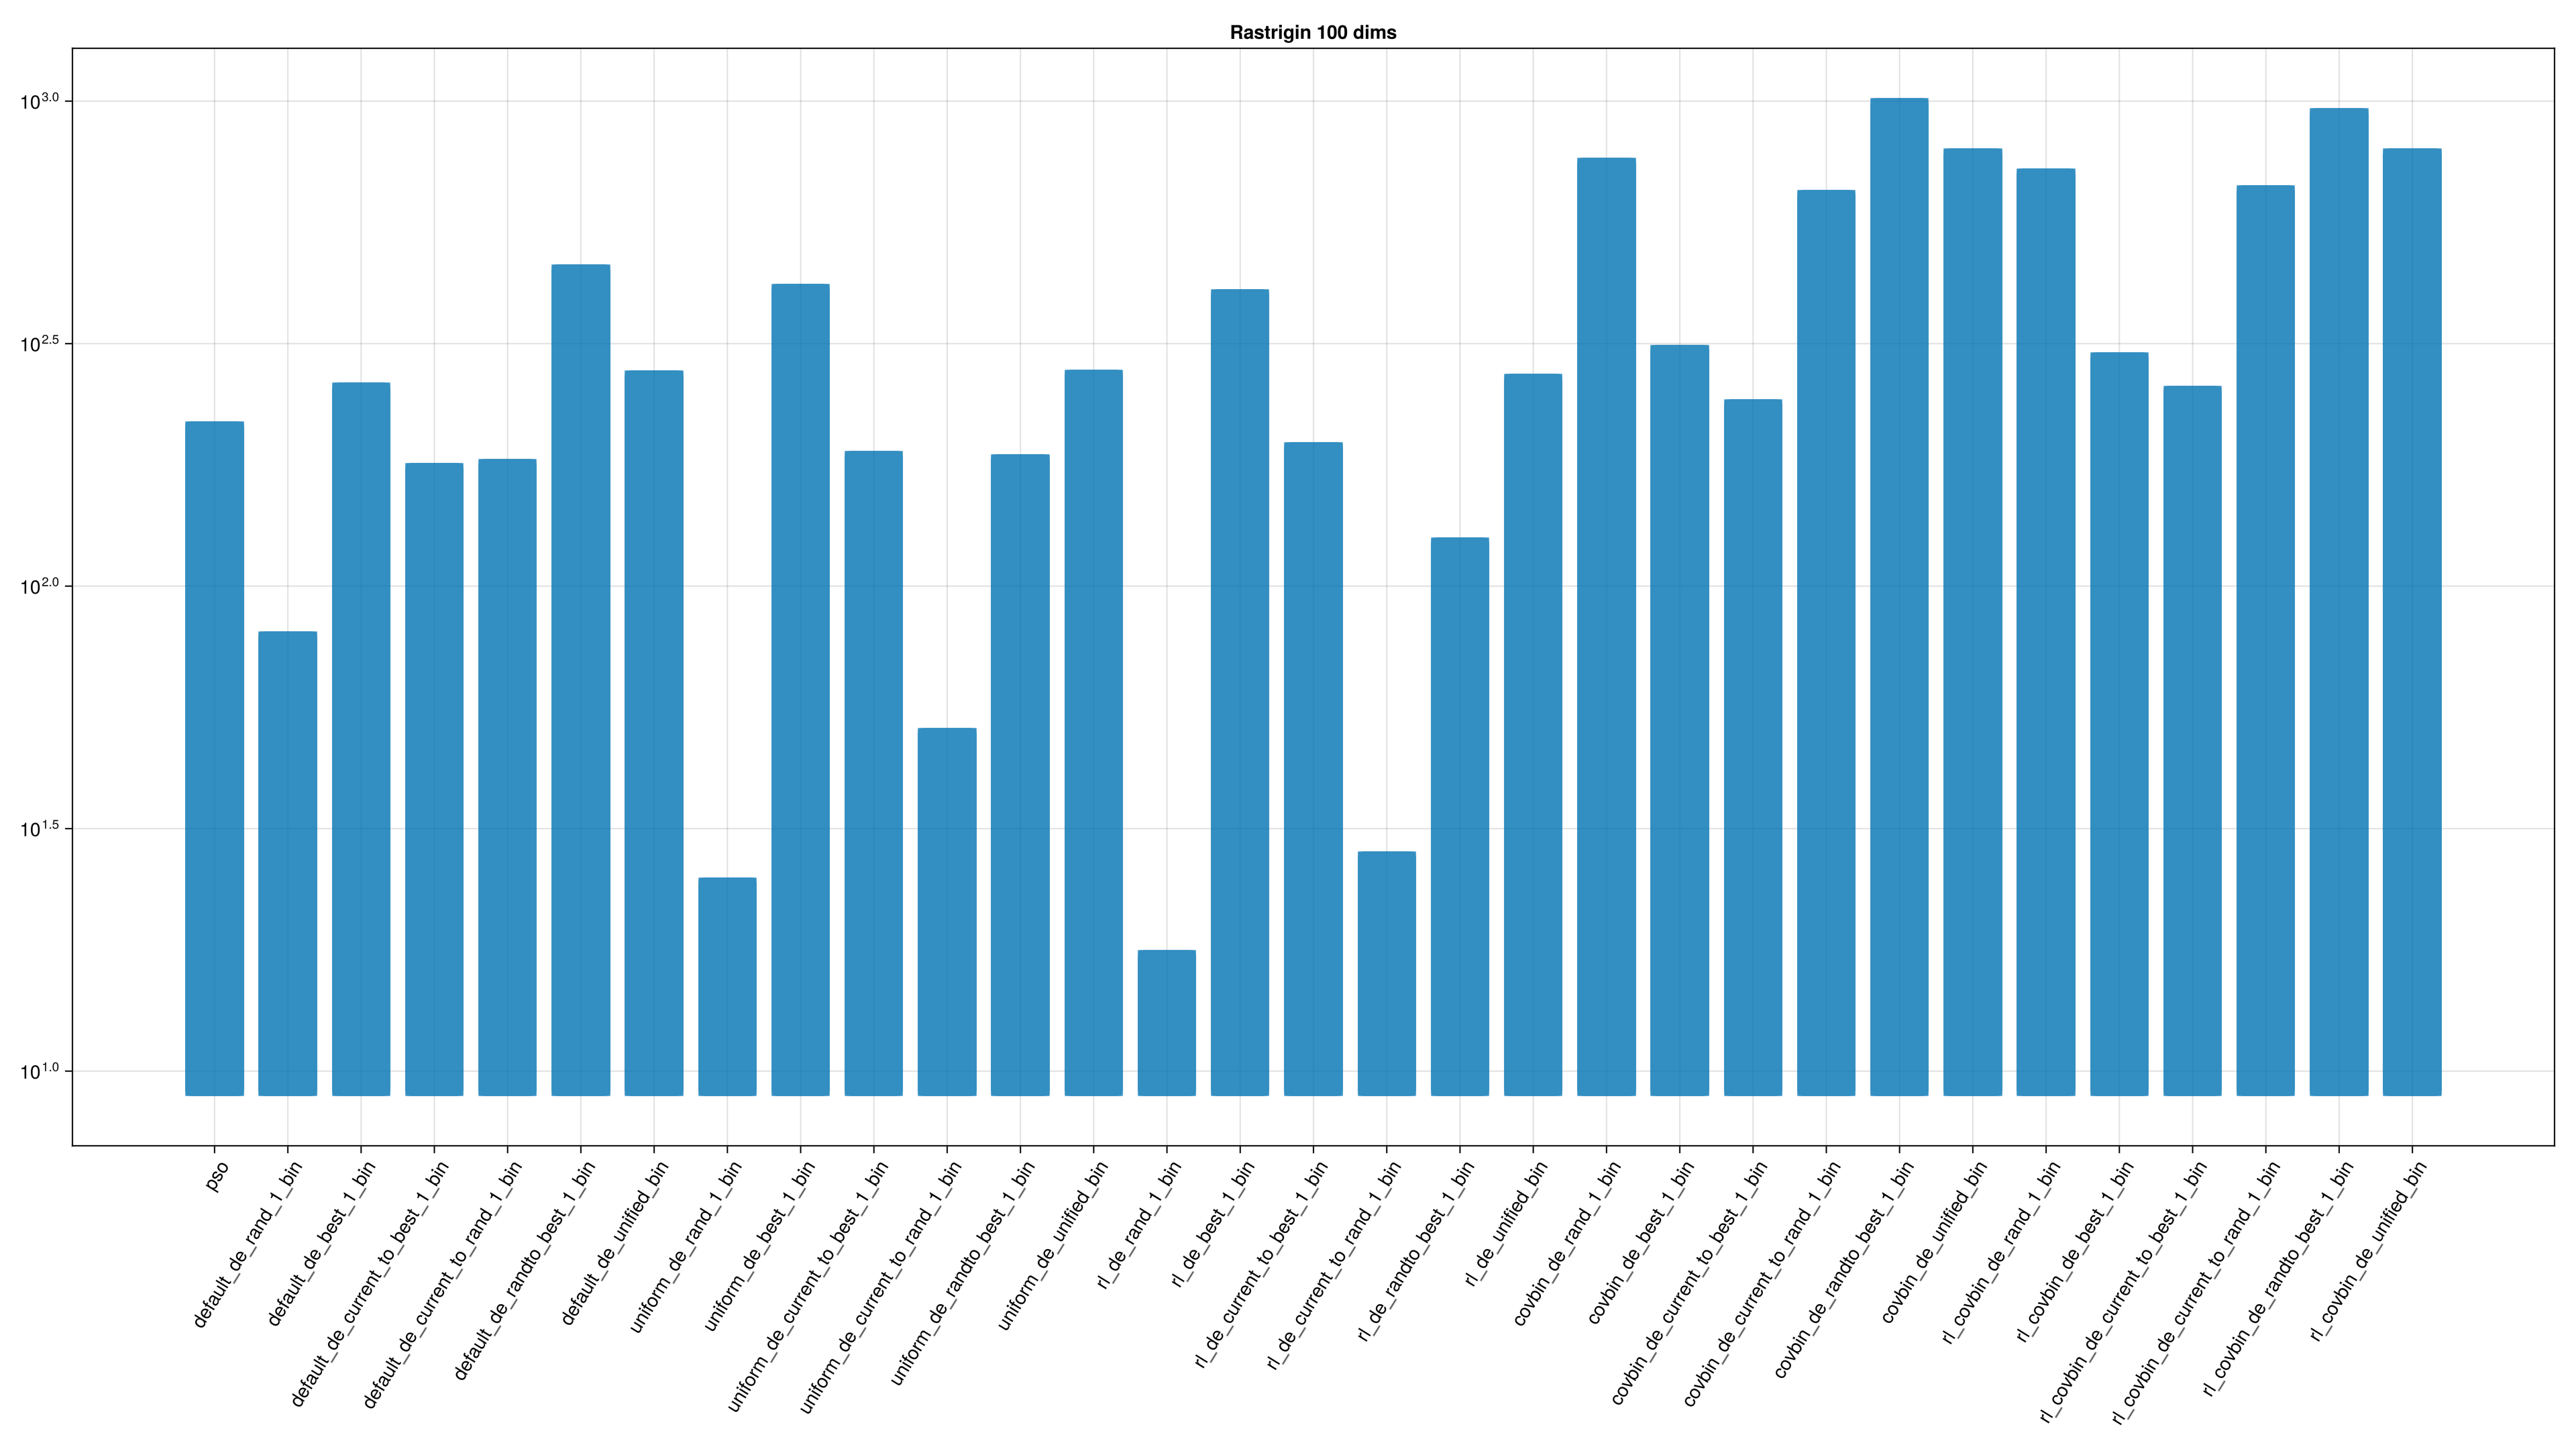 Rastrigin 100 dims
10^3.0
10^2.5
10^2.0
10^1.5
10^1.0
pso
default_de_rand_1_bin
default_de_best_1_bin
default_de_current_to_best_1_bin
default_de_current_to_rand_1_bin
default_de_randto_best_1_bin
default_de_unified_bin
uniform_de_rand_1_bin
uniform_de_best_1_bin
uniform_de_current_to_best_1_bin
uniform_de_current_to_rand_1_bin
uniform_de_randto_best_1_bin
uniform_de_unified_bin
rl_de_rand_1_bin
rl_de_best_1_bin
rl_de_current_to_best_1_bin
rl_de_current_to_rand_1_bin
rl_de_randto_best_1_bin
rl_de_unified_bin
covbin_de_rand_1_bin
covbin_de_best_1_bin
covbin_de_current_to_best_1_bin
covbin_de_current_to_rand_1_bin
covbin_de_randto_best_1_bin
covbin_de_unified_bin
rl_covbin_de_rand_1_bin
rl_covbin_de_best_1_bin
rl_covbin_de_current_to_best_1_bin
rl_covbin_de_current_to_rand_1_bin
rl_covbin_de_randto_best_1_bin
rl_covbin_de_unified_bin